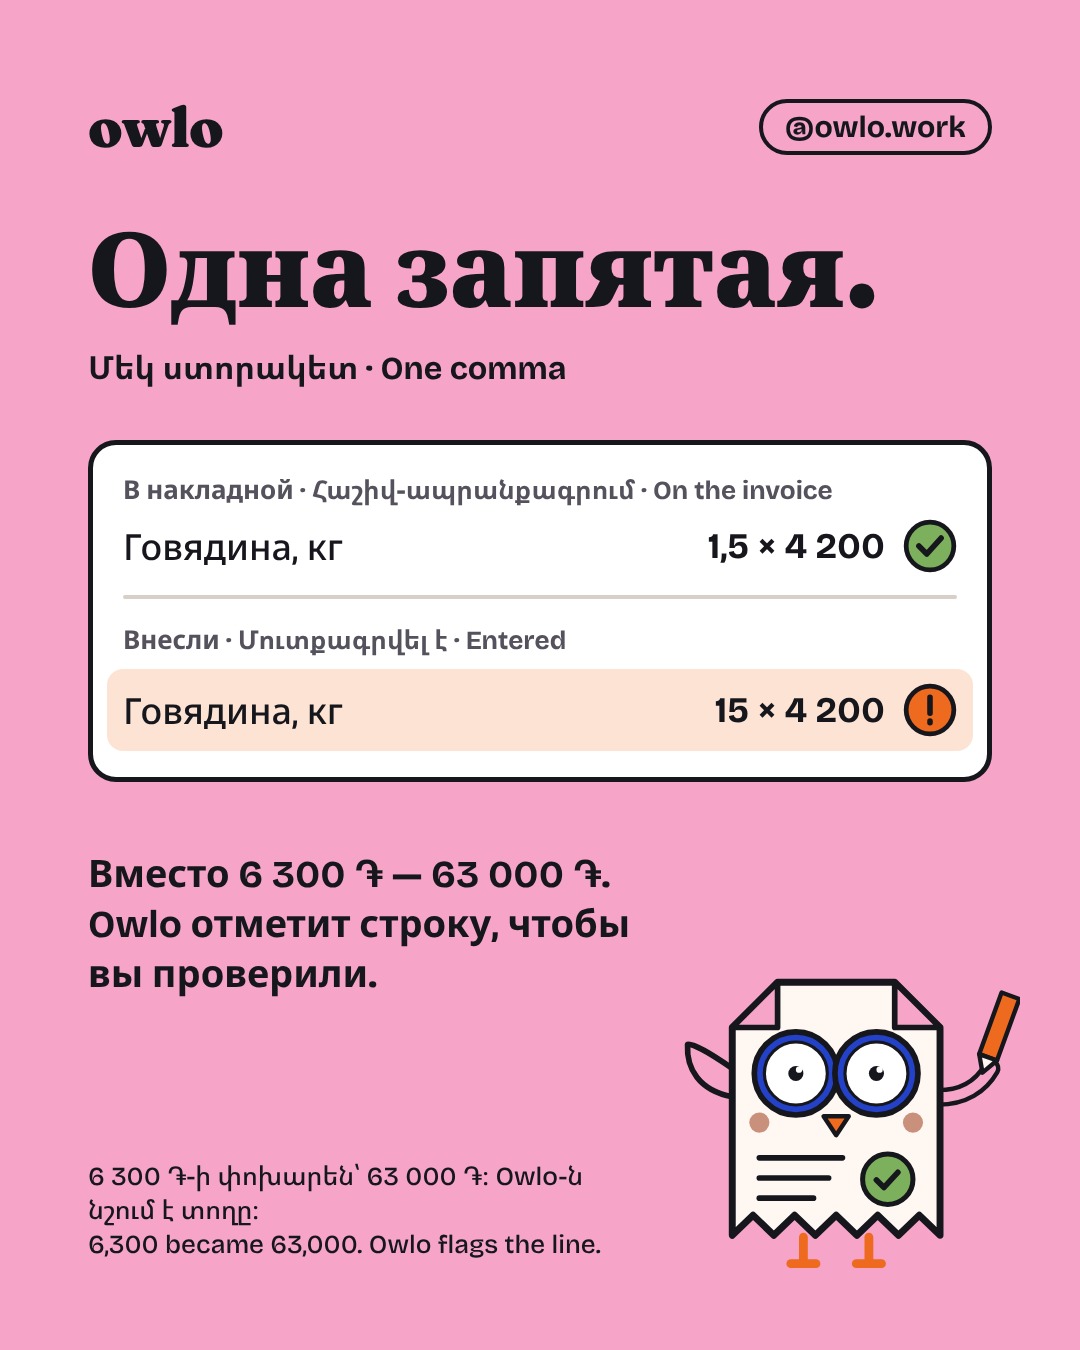 owlo
@owlo.work
Одна запятая.
Մեկ ստորակետ · One comma
В накладной · Հաշիվ-ապրանքագրում · On the invoice
Говядина, кг 1,5 × 4 200
Внесли · Մուտքագրվել է · Entered
Говядина, кг 15 × 4 200
Вместо 6 300 ֏ — 63 000 ֏.
Owlo отметит строку, чтобы
вы проверили.
6 300 ֏-ի փոխարեն՝ 63 000 ֏: Owlo-ն
նշում է տողը:
6,300 became 63,000. Owlo flags the line.